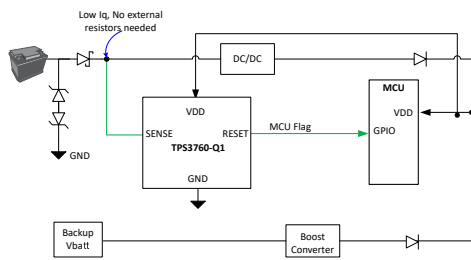 Low Iq, No external
resistors needed
DC/DC
MCU
VDD
VDD
SENSE
RESET
MCU Flag
GPIO
TPS3760-Q1
GND
GND
Backup
Vbatt
Boost
Converter